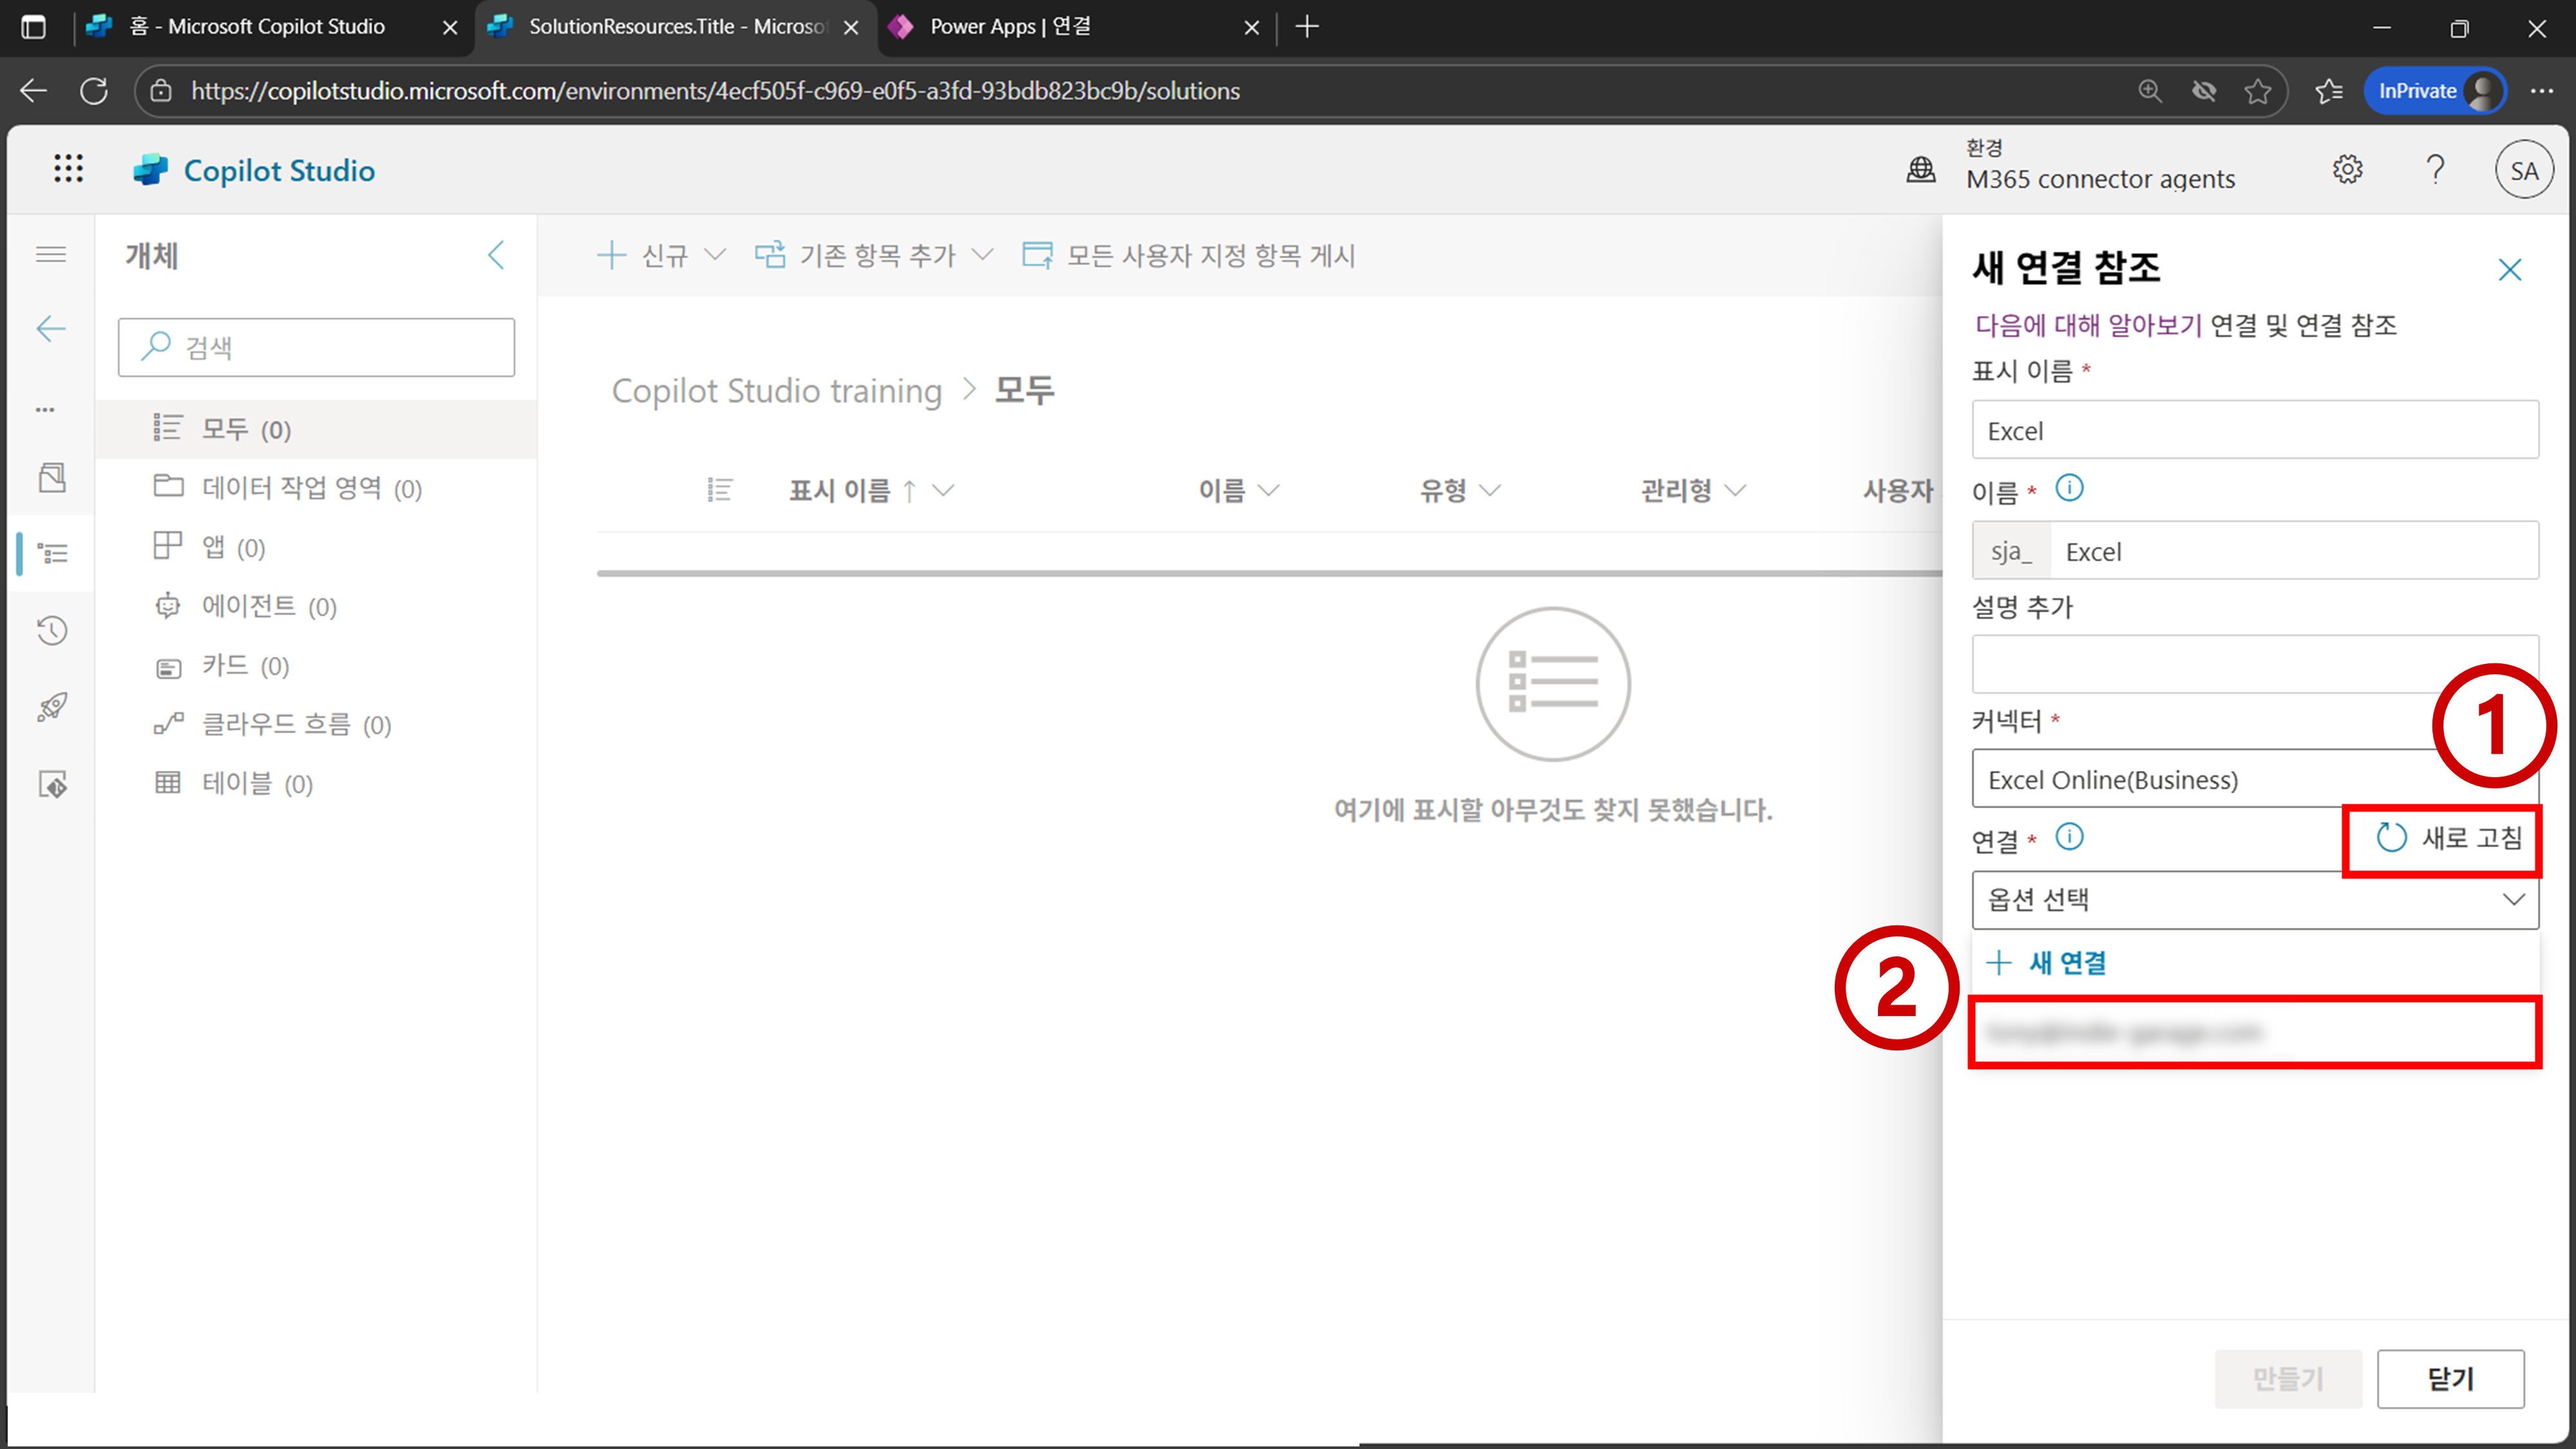 홈 - Microsoft Copilot Studio
SolutionResources.Title - Microso
Power Apps | 연결
https://copilotstudio.microsoft.com/environments/4ecf505f-c969-e0f5-a3fd-93bdb823bc9b/solutions
InPrivate
Copilot Studio
환경
M365 connector agents
SA
개체
검색
모두 (0)
데이터 작업 영역 (0)
앱 (0)
에이전트 (0)
카드 (0)
클라우드 흐름 (0)
테이블 (0)
신규
기존 항목 추가
모든 사용자 지정 항목 게시
Copilot Studio training > 모두
표시 이름 ↑
이름
유형
관리형
사용자
여기에 표시할 아무것도 찾지 못했습니다.
새 연결 참조
다음에 대해 알아보기 연결 및 연결 참조
표시 이름 *
Excel
이름 *
sja_ Excel
설명 추가
커넥터 *
1
Excel Online(Business)
연결 *
새로 고침
옵션 선택
2
+ 새 연결
만들기
닫기